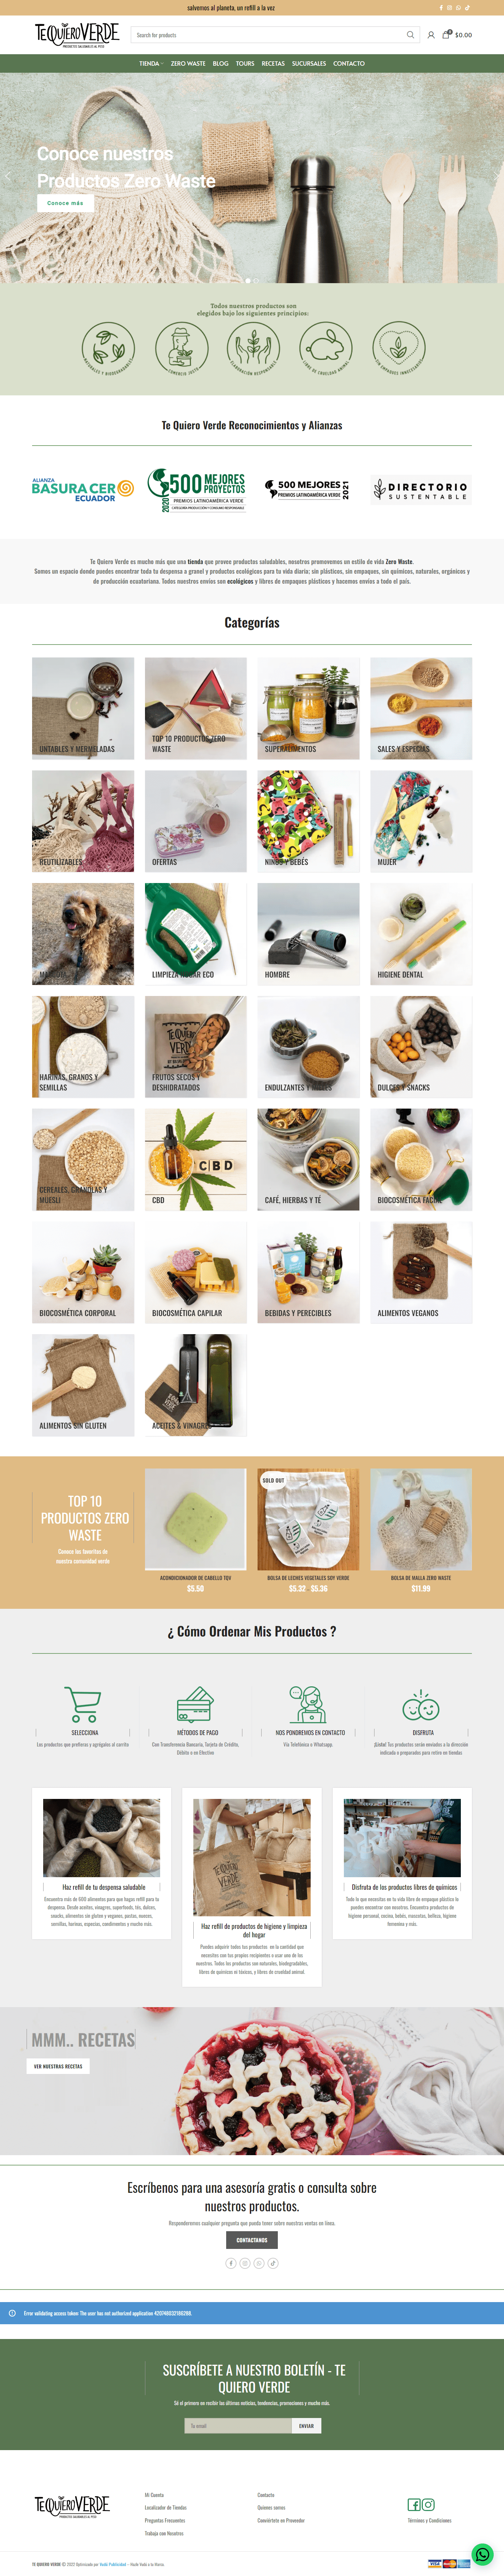 salvemos al planeta, un refill a la vez
TE QUIERO VERDE
PRODUCTOS SALUDABLES AL PESO
Search for products
0
$0.00
TIENDA
ZERO WASTE
BLOG
TOURS
RECETAS
SUCURSALES
CONTACTO
Conoce nuestros
Productos Zero Waste
Conoce más
Todos nuestros productos son
elegidos bajo los siguientes principios:
NATURALES Y BIODEGRADABLES
COMERCIO JUSTO
ELABORACIÓN RESPONSABLE
LIBRE DE CRUELDAD ANIMAL
SIN EMPAQUES INNECESARIOS
Te Quiero Verde Reconocimientos y Alianzas
ALIANZA
BASURA CERO
ECUADOR
500 MEJORES
PROYECTOS
2020
PREMIOS LATINOAMÉRICA VERDE
CATEGORÍA PRODUCCIÓN Y CONSUMO RESPONSABLE
500 MEJORES
PREMIOS LATINOAMÉRICA VERDE
2021
DIRECTORIO
SUSTENTABLE
Te Quiero Verde es mucho más que una tienda que provee productos saludables, nosotros promovemos un estilo de vida Zero Waste.
Somos un espacio donde puedes encontrar toda tu despensa a granel y productos ecológicos para tu vida diaria; sin plásticos, sin empaques, sin químicos, naturales, orgánicos y
de producción ecuatoriana. Todos nuestros envíos son ecológicos y libres de empaques plásticos y hacemos envíos a todo el país.
Categorías
UNTABLES Y MERMELADAS
TOP 10 PRODUCTOS ZERO
WASTE
SUPERALIMENTOS
SALES Y ESPECIAS
REUTILIZABLES
OFERTAS
NIÑOS Y BEBÉS
MUJER
LIMPIEZA HOGAR ECO
HOMBRE
HIGIENE DENTAL
HARINAS, GRANOS Y
SEMILLAS
TE QUIERO
VERDE
FRUTOS SECOS Y
DESHIDRATADOS
ENDULZANTES Y MIELES
DULCES Y SNACKS
CEREALES, GRANOLAS Y
MUESLI
CBD
CBD
CAFÉ, HIERBAS Y TÉ
BIOCOSMÉTICA FACIAL
BIOCOSMÉTICA CORPORAL
BIOCOSMÉTICA CAPILAR
BEBIDAS Y PERECIBLES
ALIMENTOS VEGANOS
ALIMENTOS SIN GLUTEN
ACEITES & VINAGRES
TOP 10
PRODUCTOS ZERO
WASTE
Conoce los favoritos de
nuestra comunidad verde
ACONDICIONADOR DE CABELLO TQV
$5.50
SOLD OUT
BOLSA DE LECHES VEGETALES SOY VERDE
$5.32 - $5.36
BOLSA DE MALLA ZERO WASTE
$11.99
¿ Cómo Ordenar Mis Productos ?
SELECCIONA
Los productos que prefieras y agrégalos al carrito
MÉTODOS DE PAGO
Con Transferencia Bancaria, Tarjeta de Crédito,
Débito o en Efectivo
NOS PONDREMOS EN CONTACTO
Vía Telefónica o Whatsapp.
DISFRUTA
¡Listo! Tus productos serán enviados a la dirección
indicada o preparados para retiro en tiendas
Haz refill de tu despensa saludable
Encuentra más de 600 alimentos para que hagas refill para tu
despensa. Desde aceites, vinagres, superfoods, tés, dulces,
snacks, alimentos sin gluten y veganos, pastas, nueces,
semillas, harinas, especias, condimentos y mucho más.
TE QUIERO
VERDE
Haz refill de productos de higiene y limpieza
del hogar
Puedes adquirir todos tus productos en la cantidad que
necesites con tus propios recipientes o usar uno de los
nuestros. Todos los productos son naturales, biodegradables,
libres de químicos ni tóxicos, y libres de crueldad animal.
Disfruta de los productos libres de químicos
Todo lo que necesitas en tu vida libre de empaque plástico lo
puedes encontrar con nosotros. Encuentra productos de
higiene personal, cocina, bebés, mascotas, belleza, higiene
femenina y más.
MMM.. RECETAS
VER NUESTRAS RECETAS
Escríbenos para una asesoría gratis o consulta sobre
nuestros productos.
Responderemos cualquier pregunta que pueda tener sobre nuestras ventas en línea.
CONTACTANOS
Error validating access token: The user has not authorized application 420748632186288.
SUSCRÍBETE A NUESTRO BOLETÍN - TE
QUIERO VERDE
Sé el primero en recibir las últimas noticias, tendencias, promociones y mucho más.
Tu email
ENVIAR
TE QUIERO VERDE
PRODUCTOS SALUDABLES AL PESO
Mi Cuenta
Localizador de Tiendas
Preguntas Frecuentes
Trabaja con Nosotros
Contacto
Quienes somos
Conviértete en Proveedor
Términos y Condiciones
TE QUIERO VERDE
VISA